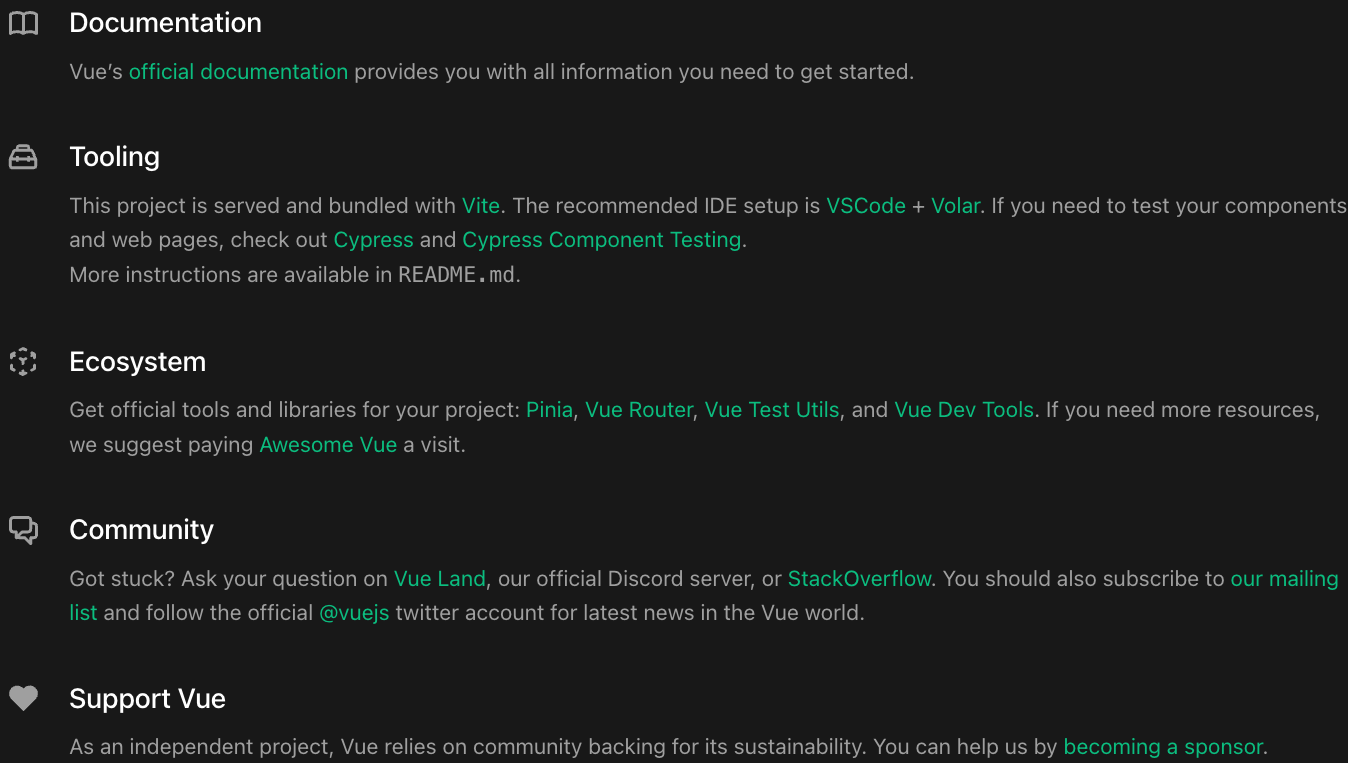 Documentation
Vue’s official documentation provides you with all information you need to get started.
Tooling
This project is served and bundled with Vite. The recommended IDE setup is VSCode + Volar. If you need to test your components
and web pages, check out Cypress and Cypress Component Testing.
More instructions are available in README.md.
Ecosystem
Get official tools and libraries for your project: Pinia, Vue Router, Vue Test Utils, and Vue Dev Tools. If you need more resources,
we suggest paying Awesome Vue a visit.
Community
Got stuck? Ask your question on Vue Land, our official Discord server, or StackOverflow. You should also subscribe to our mailing
list and follow the official @vuejs twitter account for latest news in the Vue world.
Support Vue
As an independent project, Vue relies on community backing for its sustainability. You can help us by becoming a sponsor.